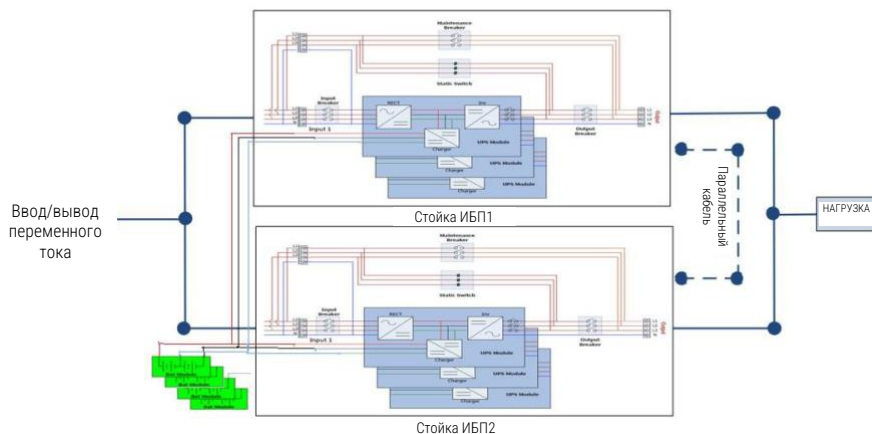 Maintenance
Breaker
Static Switch
Input
Breaker
RECT
Inv
Input 1
Charger
UPS Module
Output
Breaker
Charger
UPS Module
Charger
UPS Module
Стойка ИБП1
Ввод/вывод
переменного
тока
Параллельный
кабель
НАГРУЗКА
Maintenance
Breaker
Static Switch
Input
Breaker
RECT
Inv
Input 1
Charger
UPS Module
Output
Breaker
Charger
UPS Module
Charger
UPS Module
Bat Module
Bat Module
Bat Module
Bat Module
Стойка ИБП2